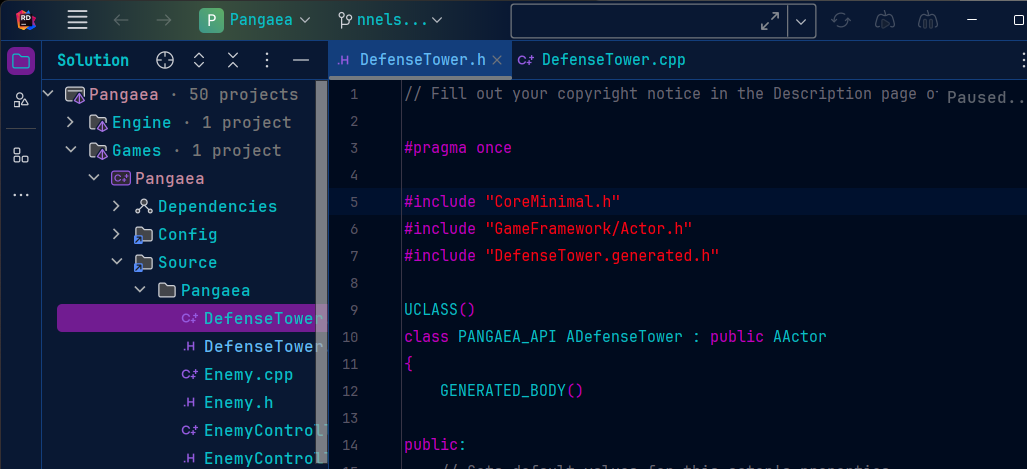 RD P Pangaea nnels...
Solution DefenseTower.h DefenseTower.cpp
Pangaea · 50 projects
Engine · 1 project
Games · 1 project
C++ Pangaea
Dependencies
Config
Source
Pangaea
C++ DefenseTower
.H DefenseTower
C++ Enemy.cpp
.H Enemy.h
C++ EnemyControl
.H EnemyControl
Paused..
1 // Fill out your copyright notice in the Description page o
2
3 #pragma once
4
5 #include "CoreMinimal.h"
6 #include "GameFramework/Actor.h"
7 #include "DefenseTower.generated.h"
8
9 UCLASS()
10 class PANGAEA_API ADefenseTower : public AActor
11 {
12 GENERATED_BODY()
13
14 public: